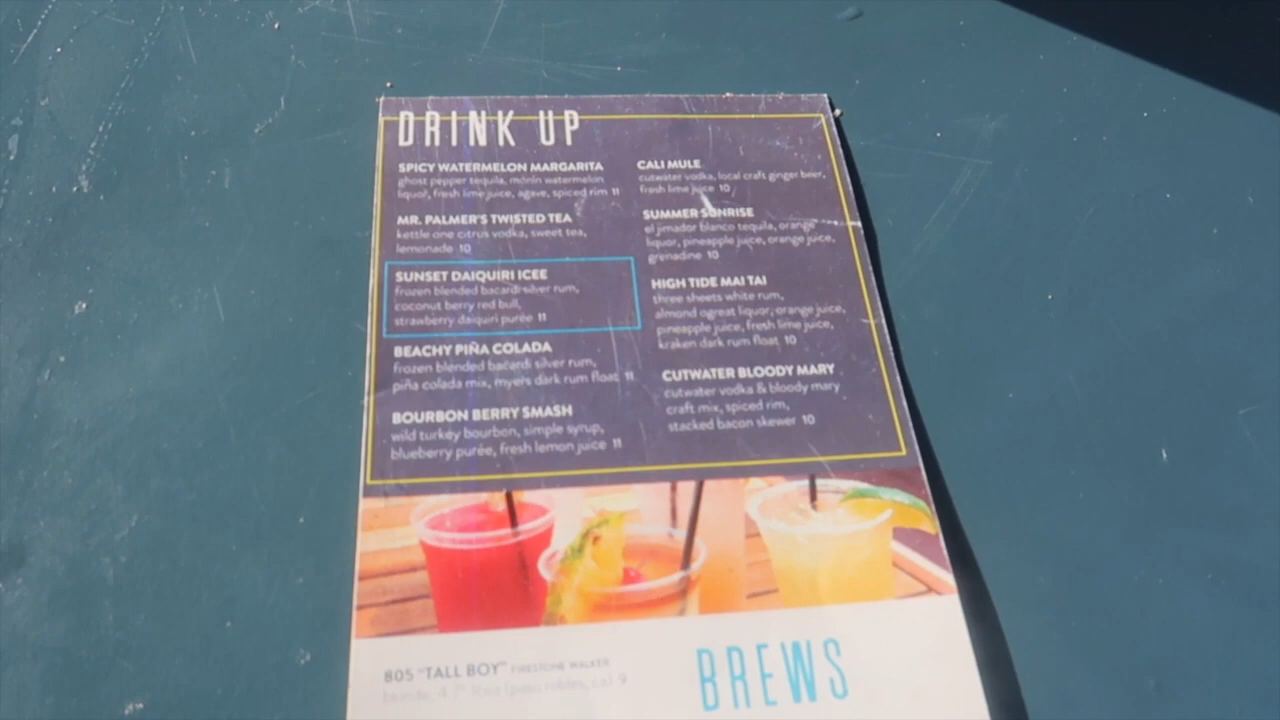 DRINK UP
SPICY WATERMELON MARGARITA
ghost pepper tequila, monin watermelon
liquor, fresh lime juice, agave, spiced rim 11
MR. PALMER'S TWISTED TEA
kettle one citrus vodka, sweet tea,
lemonade 10
SUNSET DAIQUIRI ICEE
frozen blended bacardi silver rum,
coconut berry red bull,
strawberry daiquiri purée 11
BEACHY PIÑA COLADA
frozen blended bacardi silver rum,
piña colada mix, myers dark rum float 11
BOURBON BERRY SMASH
wild turkey bourbon, simple syrup,
blueberry purée, fresh lemon juice 11
CALI MULE
cutwater vodka, local craft ginger beer,
fresh lime juice 10
SUMMER SUNRISE
el jimador blanco tequila, orange
liquor, pineapple juice, orange juice,
grenadine 10
HIGH TIDE MAI TAI
three sheets white rum,
almond ogreat liquor, orange juice,
pineapple juice, fresh lime juice,
kraken dark rum float 10
CUTWATER BLOODY MARY
cutwater vodka & bloody mary
craft mix, spiced rim,
stacked bacon skewer 10
BREWS
805 "TALL BOY" FIRESTONE WALKER
(paso robles, ca) 9